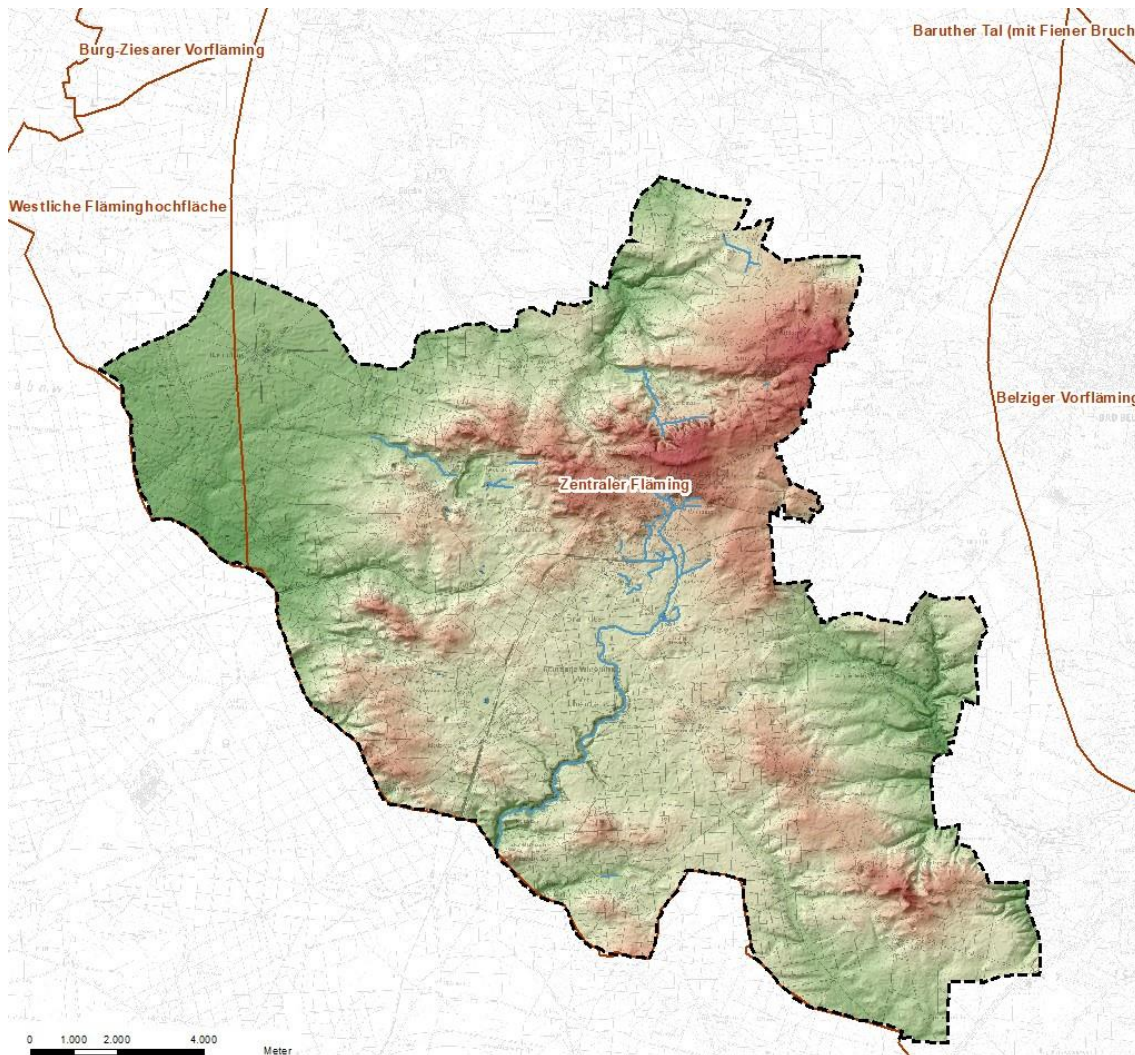 Burg-Ziesarer Vorfläming
Baruther Tal (mit Fiener Bruch
Westliche Fläminghochfläche
Belziger Vorfläming
Zentraler Fläming
0 1.000 2.000 4.000
Meter